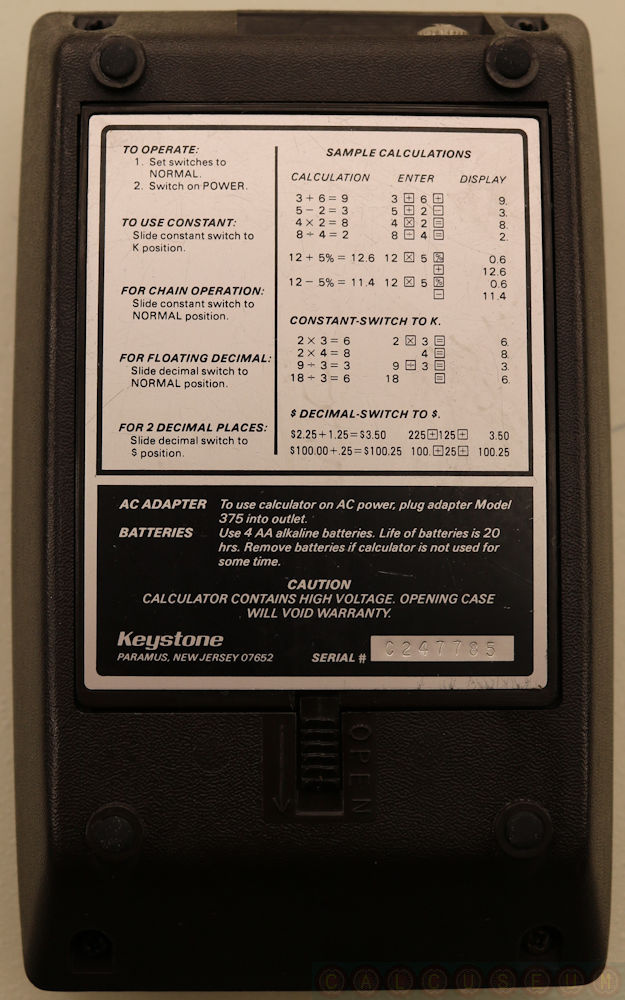 TO OPERATE:
1. Set switches to
NORMAL.
2. Switch on POWER.
TO USE CONSTANT:
Slide constant switch to
K position.
FOR CHAIN OPERATION:
Slide constant switch to
NORMAL position.
FOR FLOATING DECIMAL:
Slide decimal switch to
NORMAL position.
FOR 2 DECIMAL PLACES:
Slide decimal switch to
$ position.
SAMPLE CALCULATIONS
CALCULATION ENTER DISPLAY
3 + 6 = 9 3 + 6 + 9.
5 − 2 = 3 5 + 2 − 3.
4 × 2 = 8 4 × 2 = 8.
8 ÷ 4 = 2 8 ÷ 4 = 2.
12 + 5% = 12.6 12 × 5 % 0.6
+ 12.6
12 − 5% = 11.4 12 × 5 % 0.6
− 11.4
CONSTANT-SWITCH TO K.
2 × 3 = 6 2 × 3 = 6.
2 × 4 = 8 4 = 8.
9 ÷ 3 = 3 9 ÷ 3 = 3.
18 ÷ 3 = 6 18 = 6.
$ DECIMAL-SWITCH TO $.
$2.25 + 1.25 = $3.50 225 + 125 + 3.50
$100.00 + .25 = $100.25 100. + 25 + 100.25
AC ADAPTER To use calculator on AC power, plug adapter Model
375 into outlet.
BATTERIES Use 4 AA alkaline batteries. Life of batteries is 20
hrs. Remove batteries if calculator is not used for
some time.
CAUTION
CALCULATOR CONTAINS HIGH VOLTAGE. OPENING CASE
WILL VOID WARRANTY.
Keystone
PARAMUS, NEW JERSEY 07652
SERIAL # C247785
OPEN
CALCUSEUM